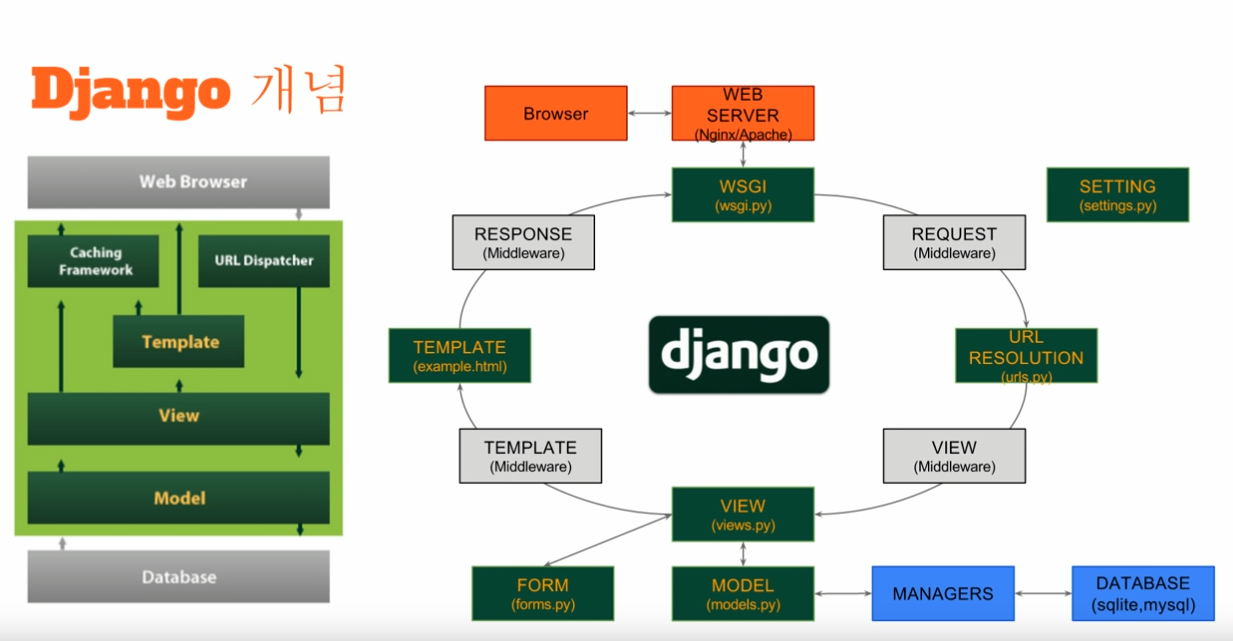 Django 개념
Web Browser
Caching
Framework
URL Dispatcher
Template
View
Model
Database
Browser
WEB
SERVER
(Nginx/Apache)
WSGI
(wsgi.py)
SETTING
(settings.py)
RESPONSE
(Middleware)
REQUEST
(Middleware)
TEMPLATE
(example.html)
django
URL
RESOLUTION
(urls.py)
TEMPLATE
(Middleware)
VIEW
(Middleware)
VIEW
(views.py)
FORM
(forms.py)
MODEL
(models.py)
MANAGERS
DATABASE
(sqlite,mysql)